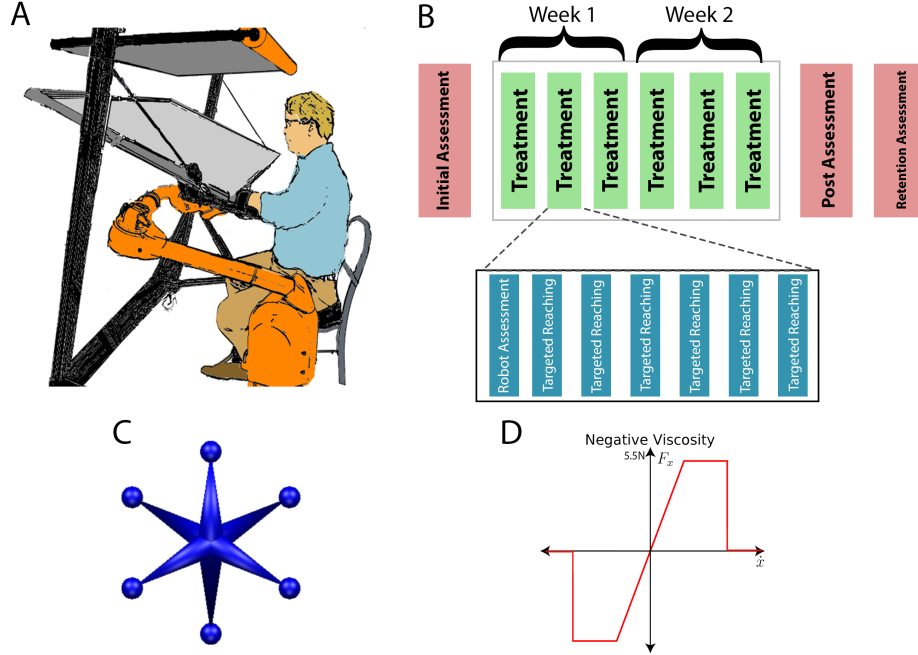 A
B
Week 1
Week 2
Initial Assessment
Treatment
Treatment
Treatment
Treatment
Treatment
Treatment
Post Assessment
Retention Assessment
Robot Assessment
Targeted Reaching
Targeted Reaching
Targeted Reaching
Targeted Reaching
Targeted Reaching
Targeted Reaching
C
D
Negative Viscosity
5.5N
Fₓ
ẋ